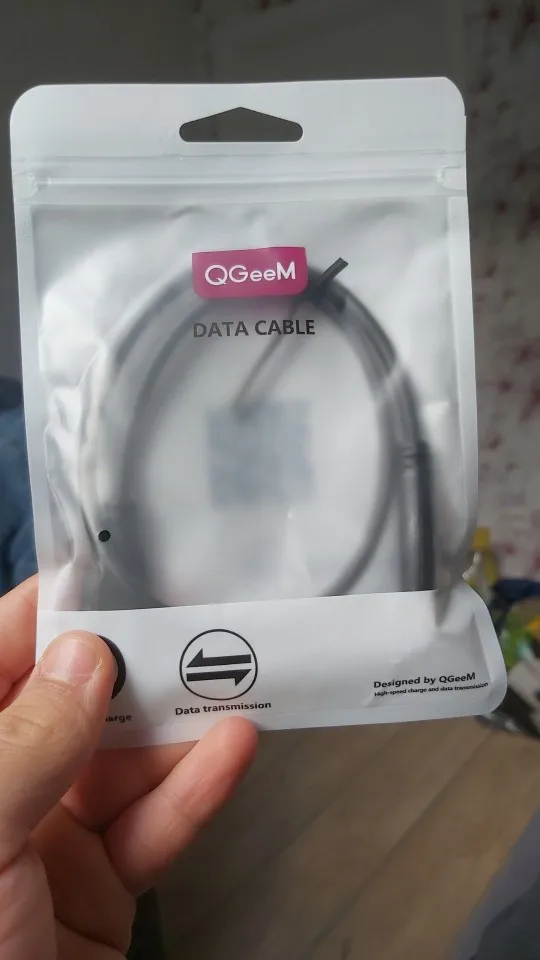 QGeeM
DATA CABLE
arge
Data transmission
Designed by QGeeM
High-speed charge and data transmission